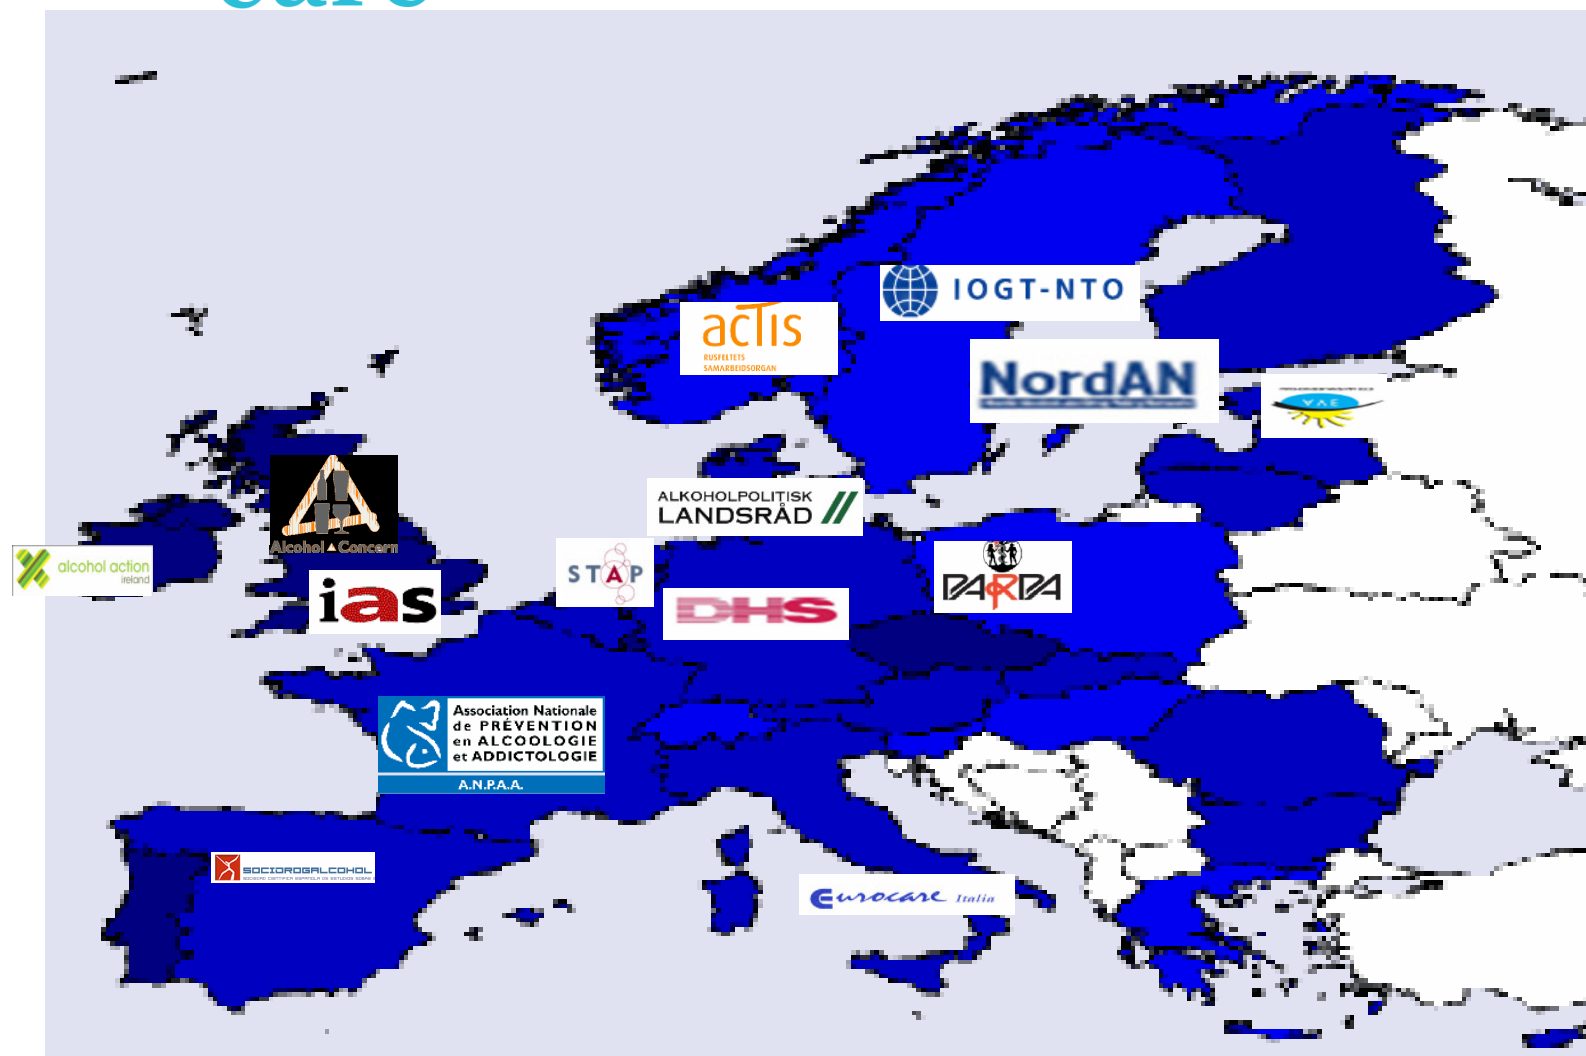 IOGT-NTO
actis
RUSFELTETS
SAMARBEIDSORGAN
NordAN
ALKOHOLPOLITISK
LANDSRÅD
Alcohol Concern
alcohol action
ireland
STAP
PARPA
ias
DHS
Association Nationale
de PRÉVENTION
en ALCOOLOGIE
et ADDICTOLOGIE
A.N.P.A.A.
SOCIDROGALCOHOL
Eurocare Italia